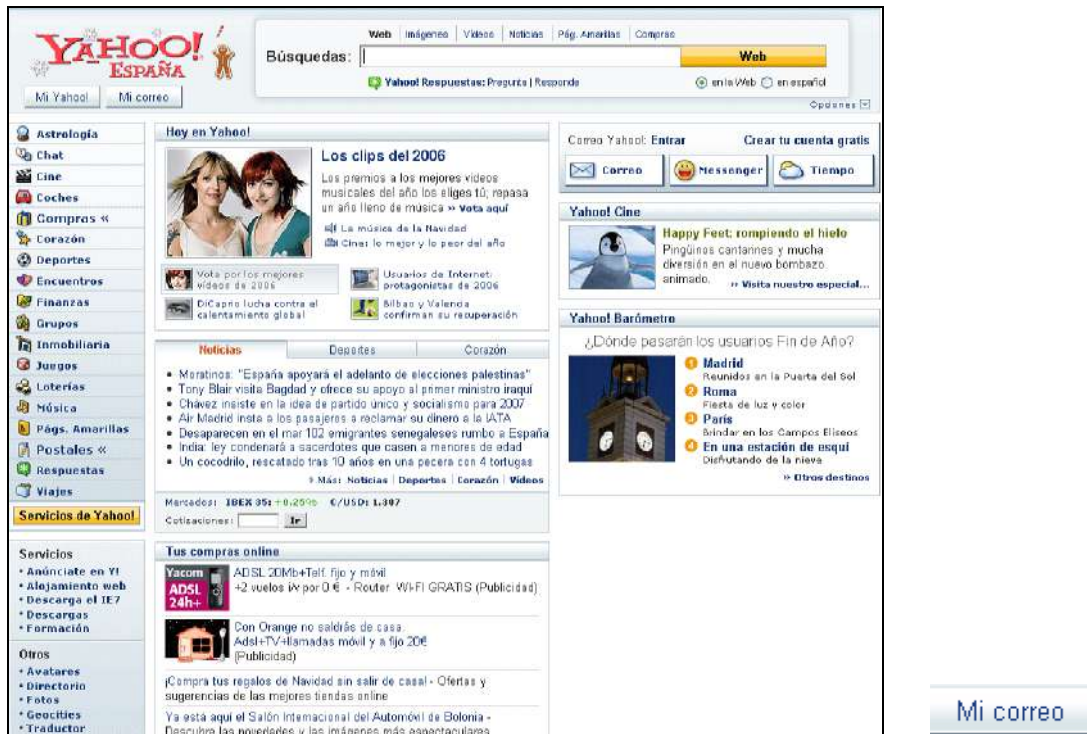 YAHOO!
ESPAÑA
Mi Yahoo! Mi correo
Web Imágenes Vídeos Noticias Pág. Amarillas Compras
Búsquedas: Web
Yahoo! Respuestas: Pregunta | Responde
en la Web en español
Opciones
Astrología
Chat
Cine
Coches
Compras «
Corazón
Deportes
Encuentros
Finanzas
Grupos
Inmobiliaria
Juegos
Loterías
Música
Págs. Amarillas
Postales «
Respuestas
Viajes
Servicios de Yahoo!
Servicios
• Anúnciate en Y!
• Alojamiento web
• Descarga el IE7
• Descargas
• Formación
Otros
• Avatares
• Directorio
• Fotos
• Geocities
• Traductor
Hoy en Yahoo!
Los clips del 2006
Los premios a los mejores videos
musicales del año los eliges tú; repasa
un año lleno de música » Vota aquí
La música de la Navidad
Cine: lo mejor y lo peor del año
Vota por los mejores
vídeos de 2006
Usuarios de Internet:
protagonistas de 2006
DiCaprio lucha contra el
calentamiento global
Bilbao y Valencia
confirman su recuperación
Noticias Deportes Corazón
• Moratinos: "España apoyará el adelanto de elecciones palestinas"
• Tony Blair visita Bagdad y ofrece su apoyo al primer ministro iraquí
• Chávez insiste en la idea de partido único y socialismo para 2007
• Air Madrid insta a los pasajeros a reclamar su dinero a la IATA
• Desaparecen en el mar 102 emigrantes senegaleses rumbo a España
• India: ley condenará a sacerdotes que casen a menores de edad
• Un cocodrilo, rescatado tras 10 años en una pecera con 4 tortugas
» Más: Noticias | Deportes | Corazón | Vídeos
Mercados: IBEX 35: +0.25% €/USD: 1.307
Cotizaciones: Ir
Tus compras online
Yacom
ADSL
24h+
ADSL 20Mb+Telf. fijo y móvil
+2 vuelos i/v por 0 € - Router WI-FI GRATIS (Publicidad)
Con Orange no saldrás de casa.
Adsl+TV+llamadas móvil y a fijo 20€
(Publicidad)
¡Compra tus regalos de Navidad sin salir de casa! - Ofertas y
sugerencias de las mejores tiendas online
Ya está aquí el Salón Internacional del Automóvil de Bolonia -
Descubre las novedades y las imágenes más espectaculares
Correo Yahoo!: Entrar Crear tu cuenta gratis
Correo Messenger Tiempo
Yahoo! Cine
Happy Feet: rompiendo el hielo
Pingüinos cantarines y mucha
diversión en el nuevo bombazo
animado. » Visita nuestro especial...
Yahoo! Barómetro
¿Dónde pasarán los usuarios Fin de Año?
1 Madrid
Reunidos en la Puerta del Sol
2 Roma
Fiesta de luz y color
3 París
Brindar en los Campos Elíseos
4 En una estación de esquí
Disfrutando de la nieve
» Otros destinos
Mi correo